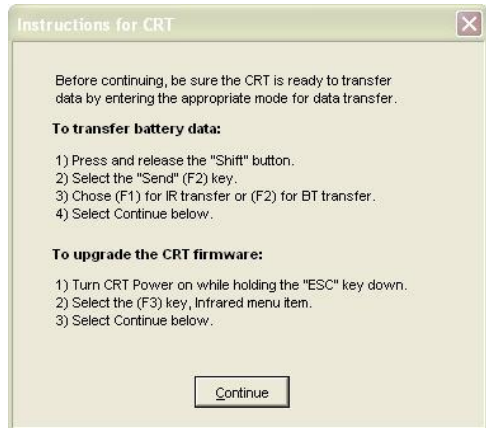 Instructions for CRT
Before continuing, be sure the CRT is ready to transfer
data by entering the appropriate mode for data transfer.
To transfer battery data:
1) Press and release the "Shift" button.
2) Select the "Send" (F2) key.
3) Chose (F1) for IR transfer or (F2) for BT transfer.
4) Select Continue below.
To upgrade the CRT firmware:
1) Turn CRT Power on while holding the "ESC" key down.
2) Select the (F3) key, Infrared menu item.
3) Select Continue below.
Continue